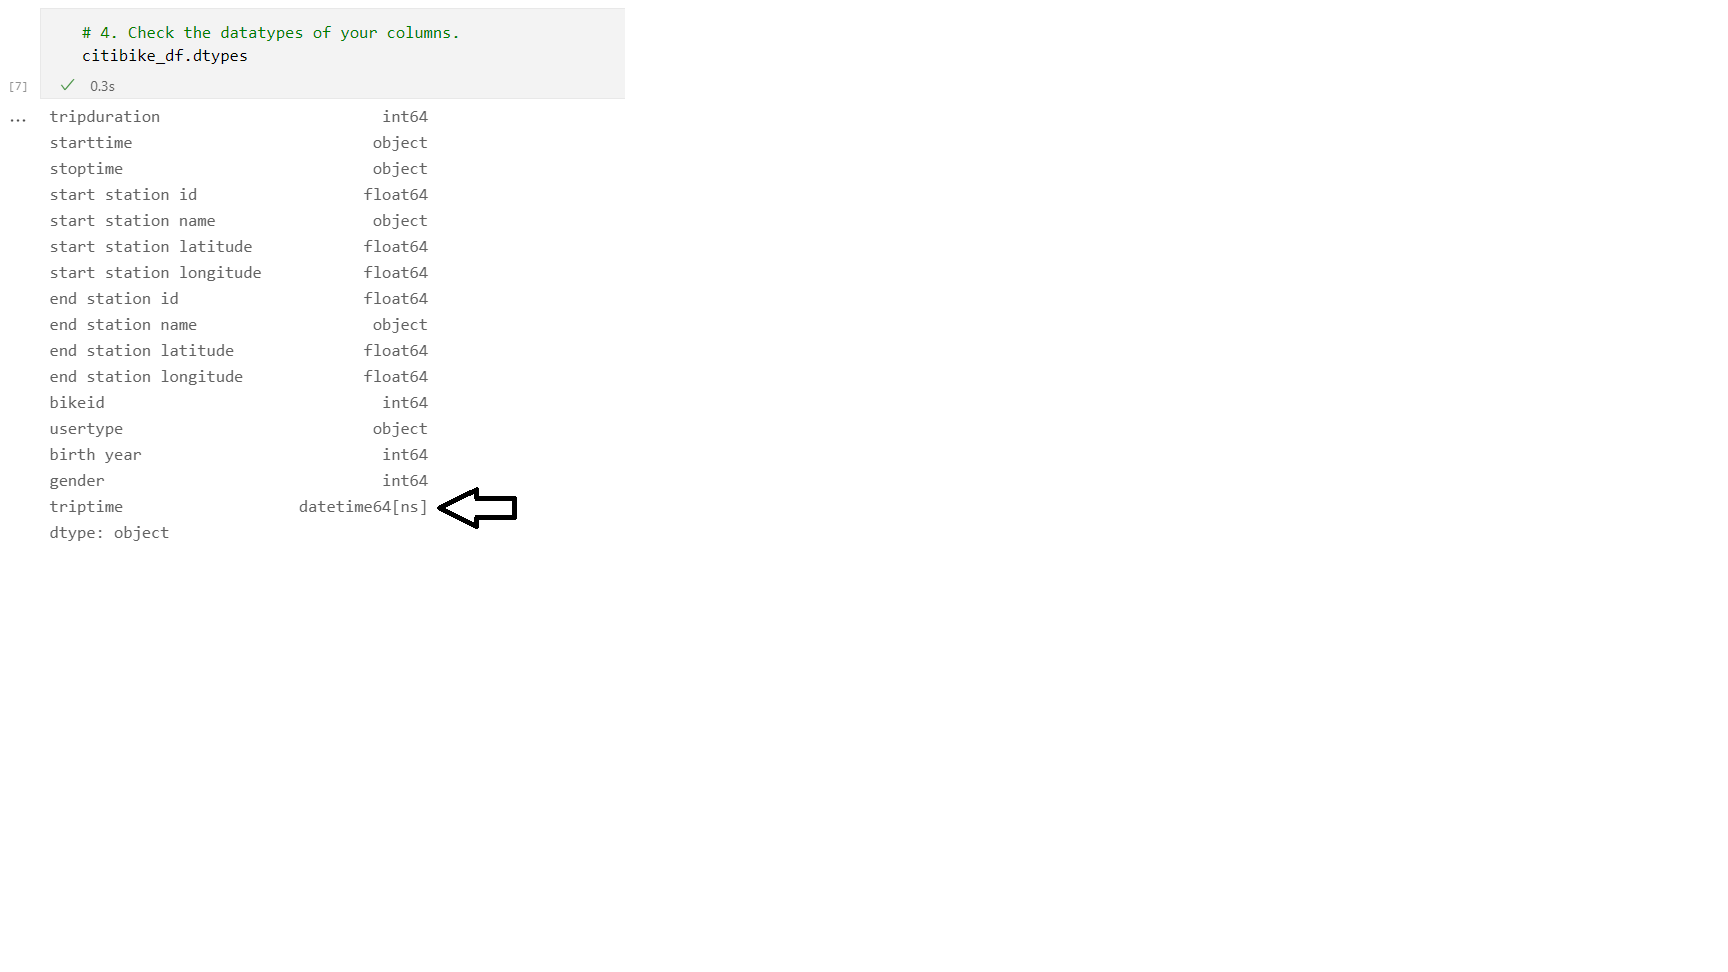 # 4. Check the datatypes of your columns.
citibike_df.dtypes
[7] ✓ 0.3s
... tripduration int64
starttime object
stoptime object
start station id float64
start station name object
start station latitude float64
start station longitude float64
end station id float64
end station name object
end station latitude float64
end station longitude float64
bikeid int64
usertype object
birth year int64
gender int64
triptime datetime64[ns]
dtype: object